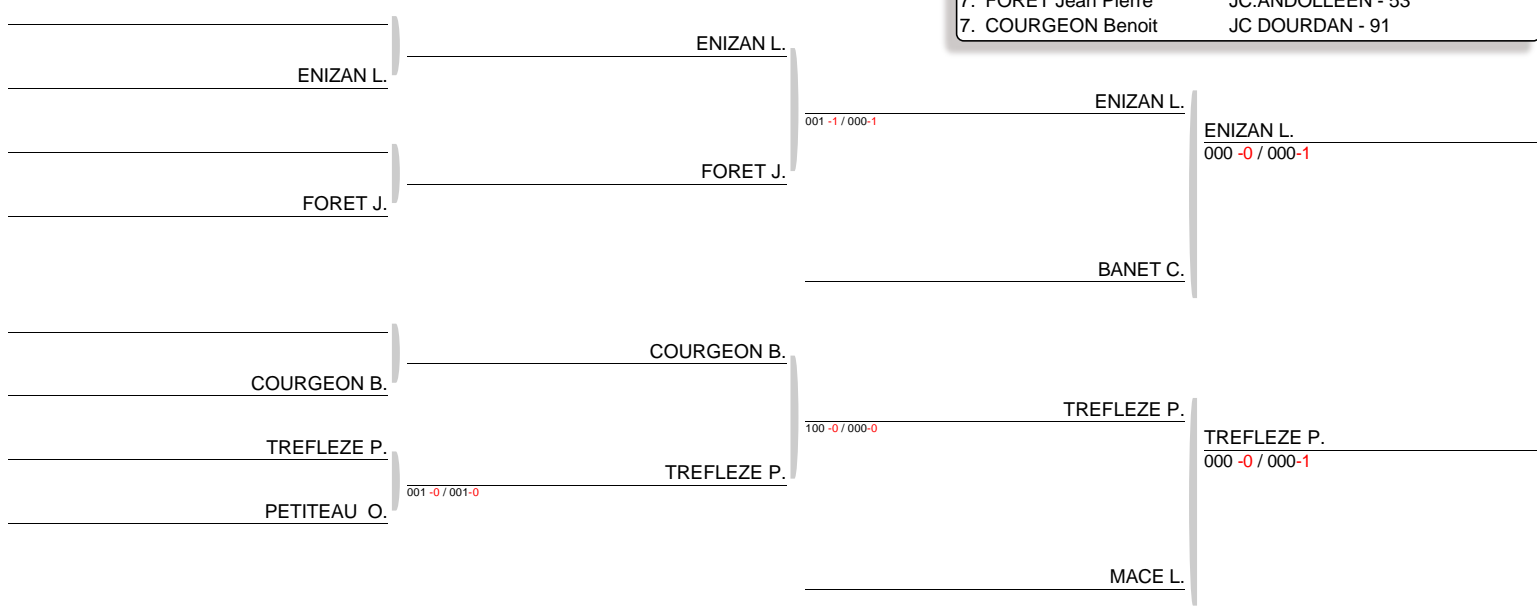 7. FORET Jean Pierre JC.ANDOLLEEN - 53
7. COURGEON Benoit JC DOURDAN - 91
ENIZAN L.
ENIZAN L.
ENIZAN L.
001 -1 / 000-1
ENIZAN L.
000 -0 / 000-1
FORET J.
FORET J.
BANET C.
COURGEON B.
COURGEON B.
TREFLEZE P.
100 -0 / 000-0
TREFLEZE P.
000 -0 / 000-1
TREFLEZE P.
TREFLEZE P.
001 -0 / 001-0
PETITEAU O.
MACE L.